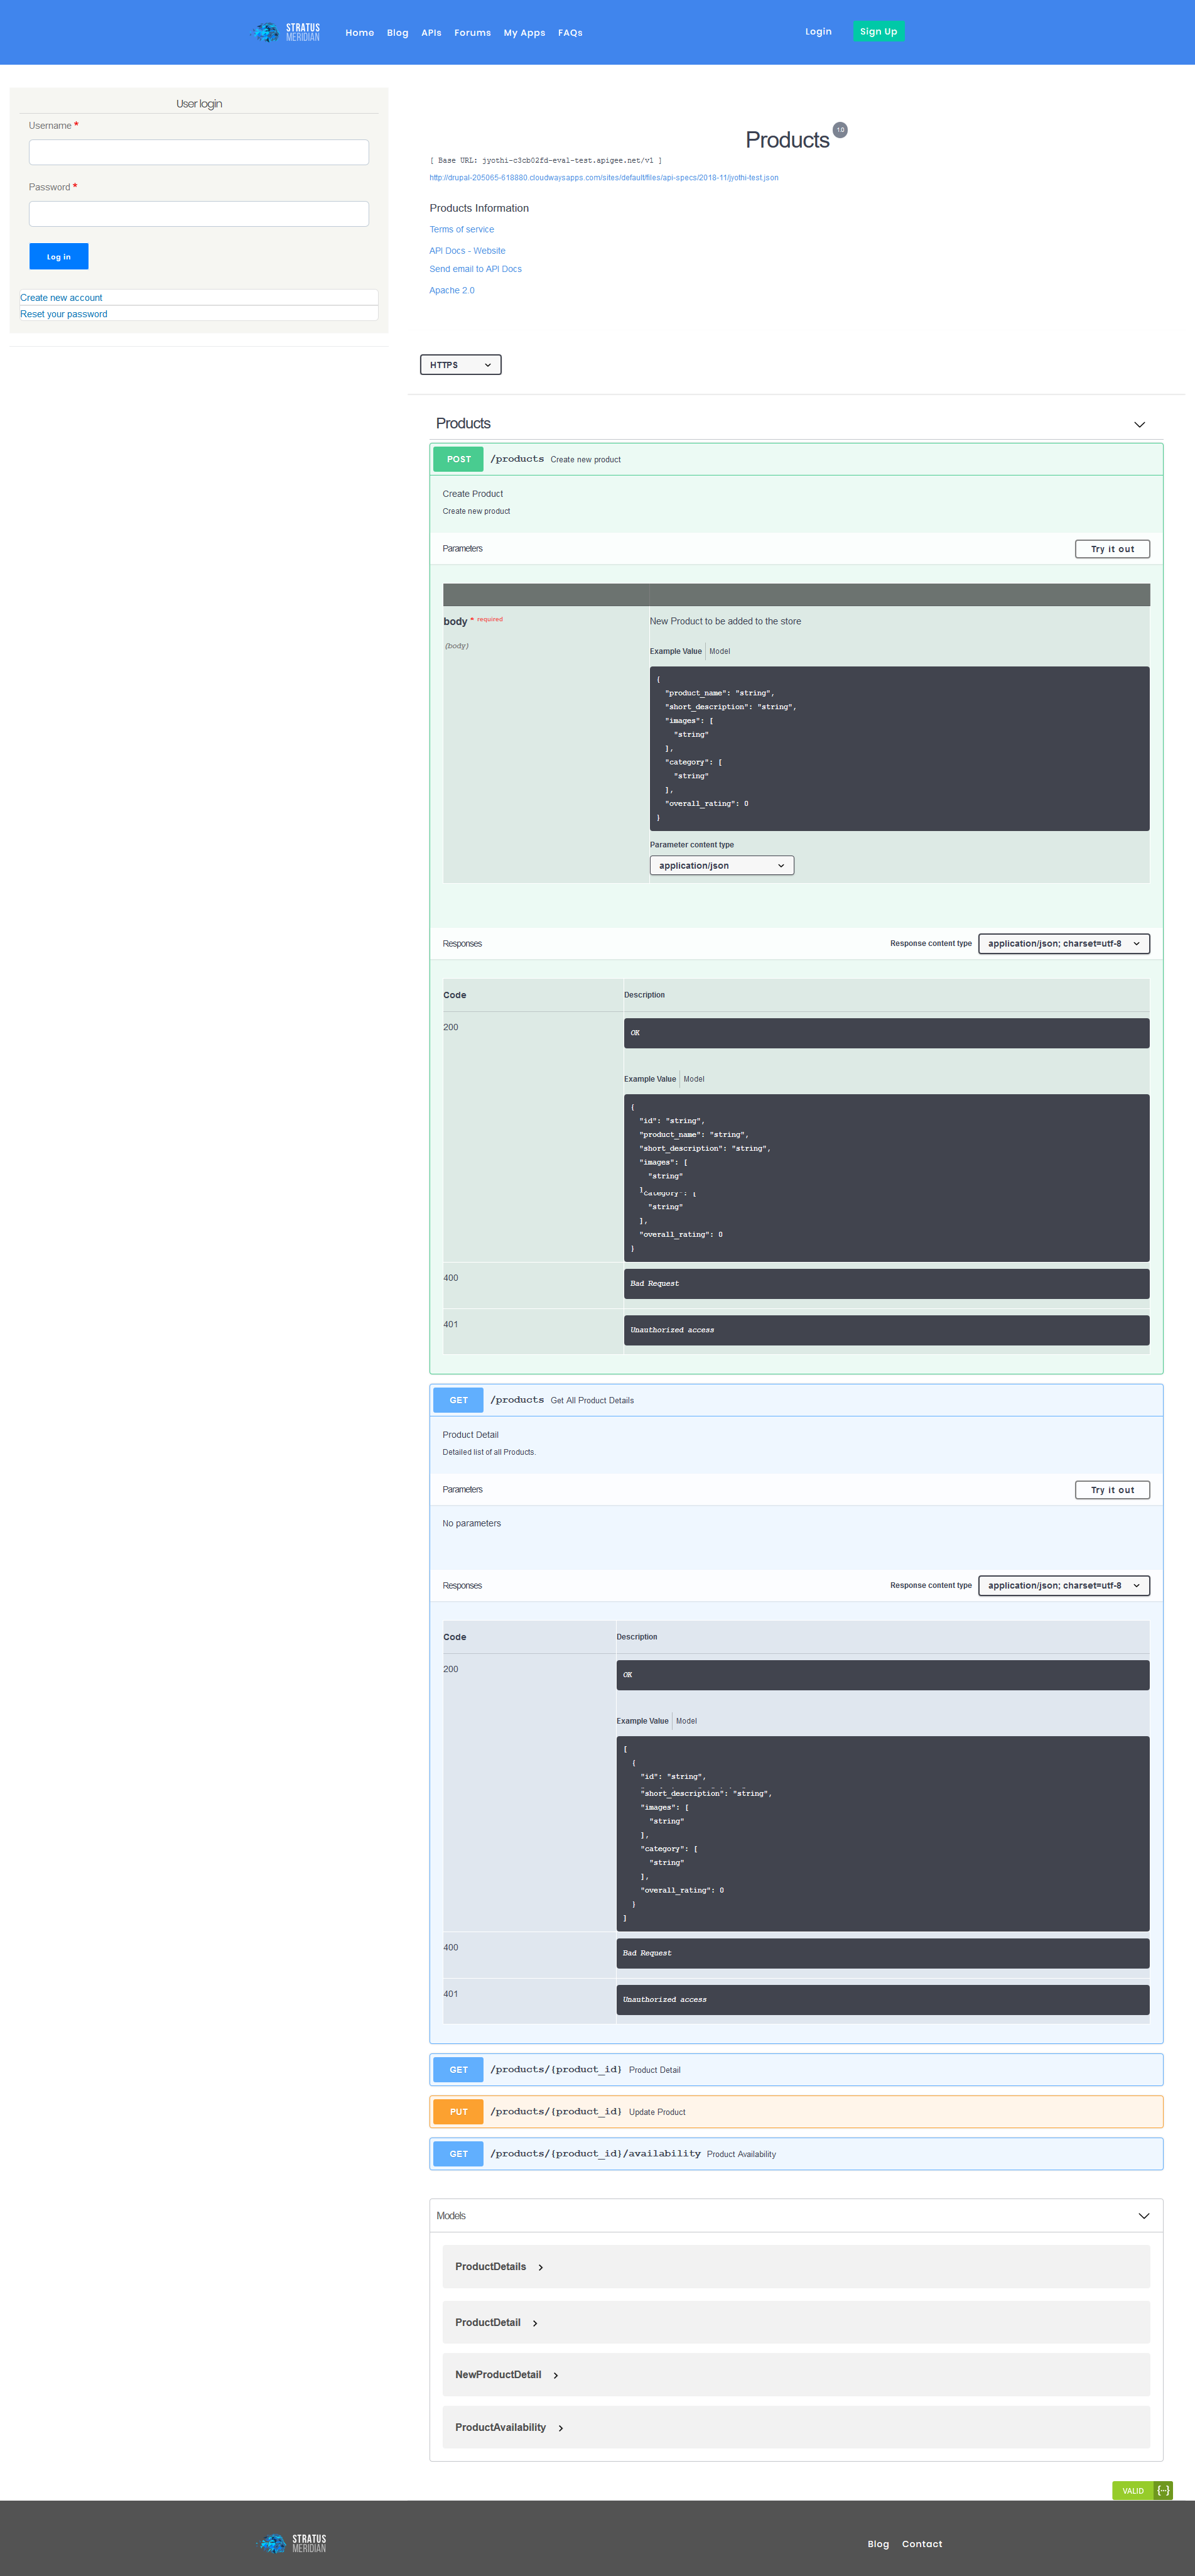 STRATUS
MERIDIAN
Home Blog APIs Forums My Apps FAQs
Login Sign Up
User login
Username *
Password *
Log in
Create new account
Reset your password
Products 1.0
[ Base URL: jyothi-c3cb02fd-eval-test.apigee.net/v1 ]
http://drupal-205065-618880.cloudwaysapps.com/sites/default/files/api-specs/2018-11/jyothi-test.json
Products Information
Terms of service
API Docs - Website
Send email to API Docs
Apache 2.0
HTTPS
Products
POST /products Create new product
Create Product
Create new product
Parameters Try it out
body * required
(body)
New Product to be added to the store
Example Value Model
{
"product_name": "string",
"short_description": "string",
"images": [
"string"
],
"category": [
"string"
],
"overall_rating": 0
}
Parameter content type
application/json
Responses Response content type application/json; charset=utf-8
Code Description
200 OK
Example Value Model
{
"id": "string",
"product_name": "string",
"short_description": "string",
"images": [
"string"
]
"category": [
"string"
],
"overall_rating": 0
}
400 Bad Request
401 Unauthorized access
GET /products Get All Product Details
Product Detail
Detailed list of all Products.
Parameters Try it out
No parameters
Responses Response content type application/json; charset=utf-8
Code Description
200 OK
Example Value Model
[
{
"id": "string",
"short_description": "string",
"images": [
"string"
],
"category": [
"string"
],
"overall_rating": 0
}
]
400 Bad Request
401 Unauthorized access
GET /products/{product_id} Product Detail
PUT /products/{product_id} Update Product
GET /products/{product_id}/availability Product Availability
Models
ProductDetails
ProductDetail
NewProductDetail
ProductAvailability
VALID {...}
STRATUS
MERIDIAN
Blog Contact